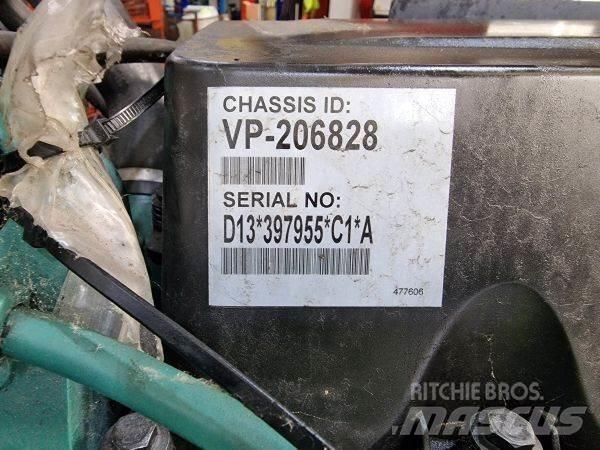 CHASSIS ID:
VP-206828
SERIAL NO:
D13*397955*C1*A
477606
RITCHIE BROS.
MASCUS